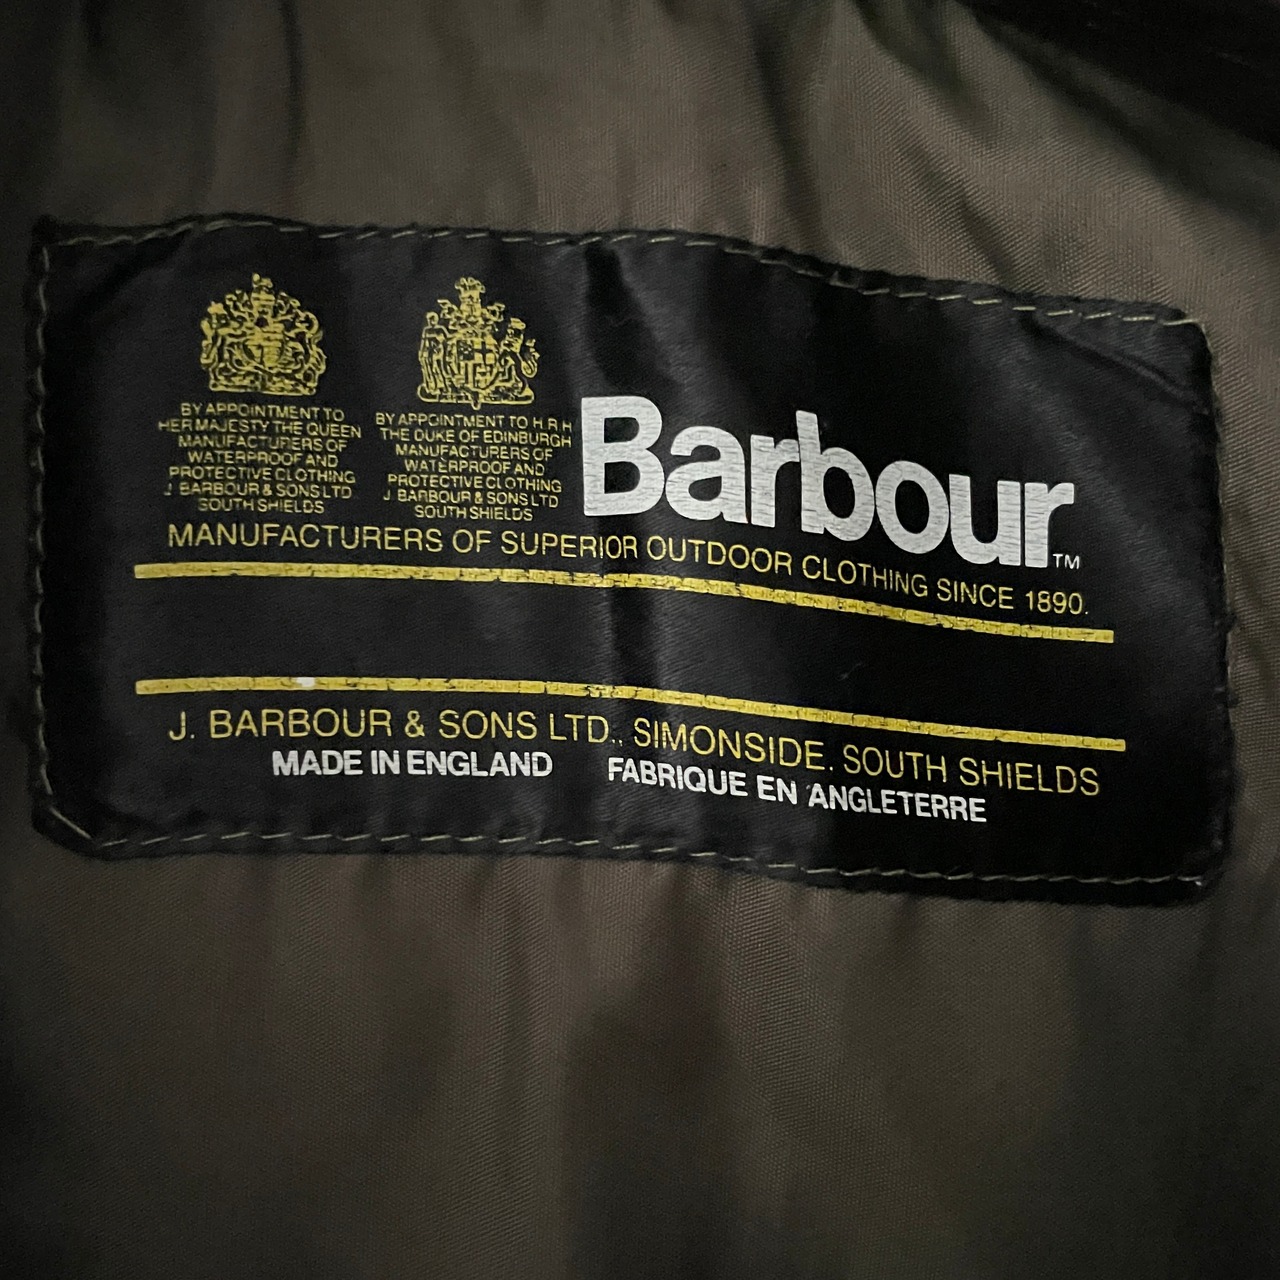 BY APPOINTMENT TO
HER MAJESTY THE QUEEN
MANUFACTURERS OF
WATERPROOF AND
PROTECTIVE CLOTHING
J BARBOUR & SONS LTD
SOUTH SHIELDS
BY APPOINTMENT TO H.R.H
THE DUKE OF EDINBURGH
MANUFACTURERS OF
WATERPROOF AND
PROTECTIVE CLOTHING
J BARBOUR & SONS LTD
SOUTH SHIELDS
Barbour™
MANUFACTURERS OF SUPERIOR OUTDOOR CLOTHING SINCE 1890.
J. BARBOUR & SONS LTD., SIMONSIDE. SOUTH SHIELDS
MADE IN ENGLAND FABRIQUE EN ANGLETERRE